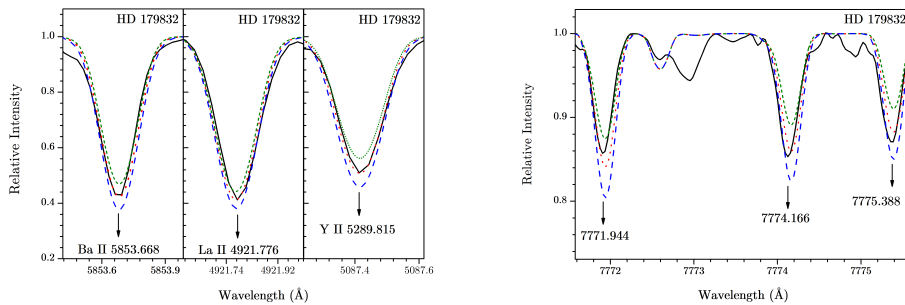 HD 179832
HD 179832
HD 179832
Relative Intensity
1.0
0.8
0.6
0.4
0.2
Ba II 5853.668
La II 4921.776
Y II 5289.815
5853.6
5853.9
4921.74
4921.92
5087.4
5087.6
Wavelength (Å)
HD 179832
Relative Intensity
1.0
0.9
0.8
7771.944
7774.166
7775.388
7772
7773
7774
7775
Wavelength (Å)